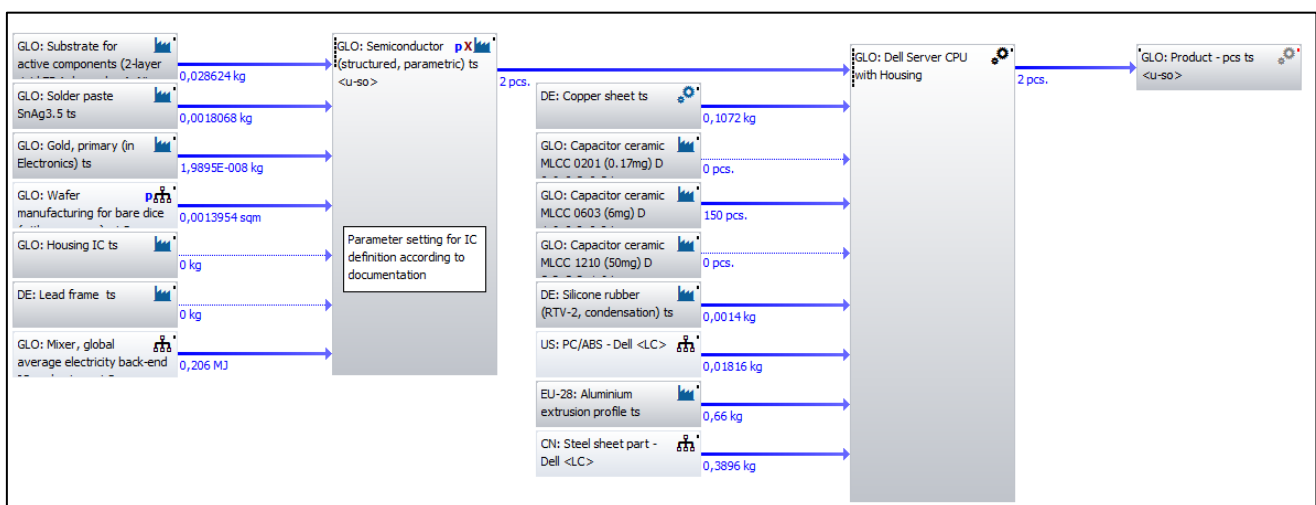 GLO: Substrate for
active components (2-layer
0,028624 kg
GLO: Solder paste
SnAg3.5 ts
0,0018068 kg
GLO: Gold, primary (in
Electronics) ts
1,9895E-008 kg
GLO: Wafer p
manufacturing for bare dice
0,0013954 sqm
GLO: Housing IC ts
0 kg
DE: Lead frame ts
0 kg
GLO: Mixer, global
average electricity back-end
0,206 MJ
GLO: Semiconductor pX
(structured, parametric) ts
<u-so>
Parameter setting for IC
definition according to
documentation
2 pcs.
DE: Copper sheet ts
0,1072 kg
GLO: Capacitor ceramic
MLCC 0201 (0.17mg) D
0 pcs.
GLO: Capacitor ceramic
MLCC 0603 (6mg) D
150 pcs.
GLO: Capacitor ceramic
MLCC 1210 (50mg) D
0 pcs.
DE: Silicone rubber
(RTV-2, condensation) ts
0,0014 kg
US: PC/ABS - Dell <LC>
0,01816 kg
EU-28: Aluminium
extrusion profile ts
0,66 kg
CN: Steel sheet part -
Dell <LC>
0,3896 kg
GLO: Dell Server CPU
with Housing
2 pcs.
GLO: Product - pcs ts
<u-so>